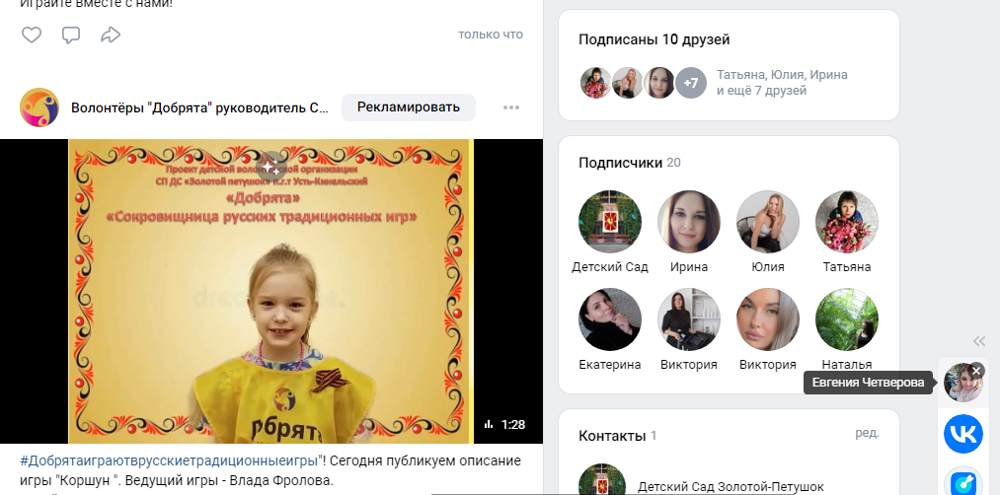 Играйте вместе с нами!
только что
Волонтёры "Добрята" руководитель С...
Рекламировать
Проект детской волонтерской организации
СП ДС «Золотой петушок» п.г.т Усть-Кинельский
«Добрята»
«Сокровищница русских традиционных игр»
обрята
1:28
#Добрятаиграютврусскиетрадиционныеигры"! Сегодня публикуем описание
игры "Коршун ". Ведущий игры - Влада Фролова.
Подписаны 10 друзей
+7
Татьяна, Юлия, Ирина
и ещё 7 друзей
Подписчики 20
Детский Сад Ирина Юлия Татьяна
Екатерина Виктория Виктория Наталья
Евгения Четверова
Контакты 1
ред.
Детский Сад Золотой-Петушок